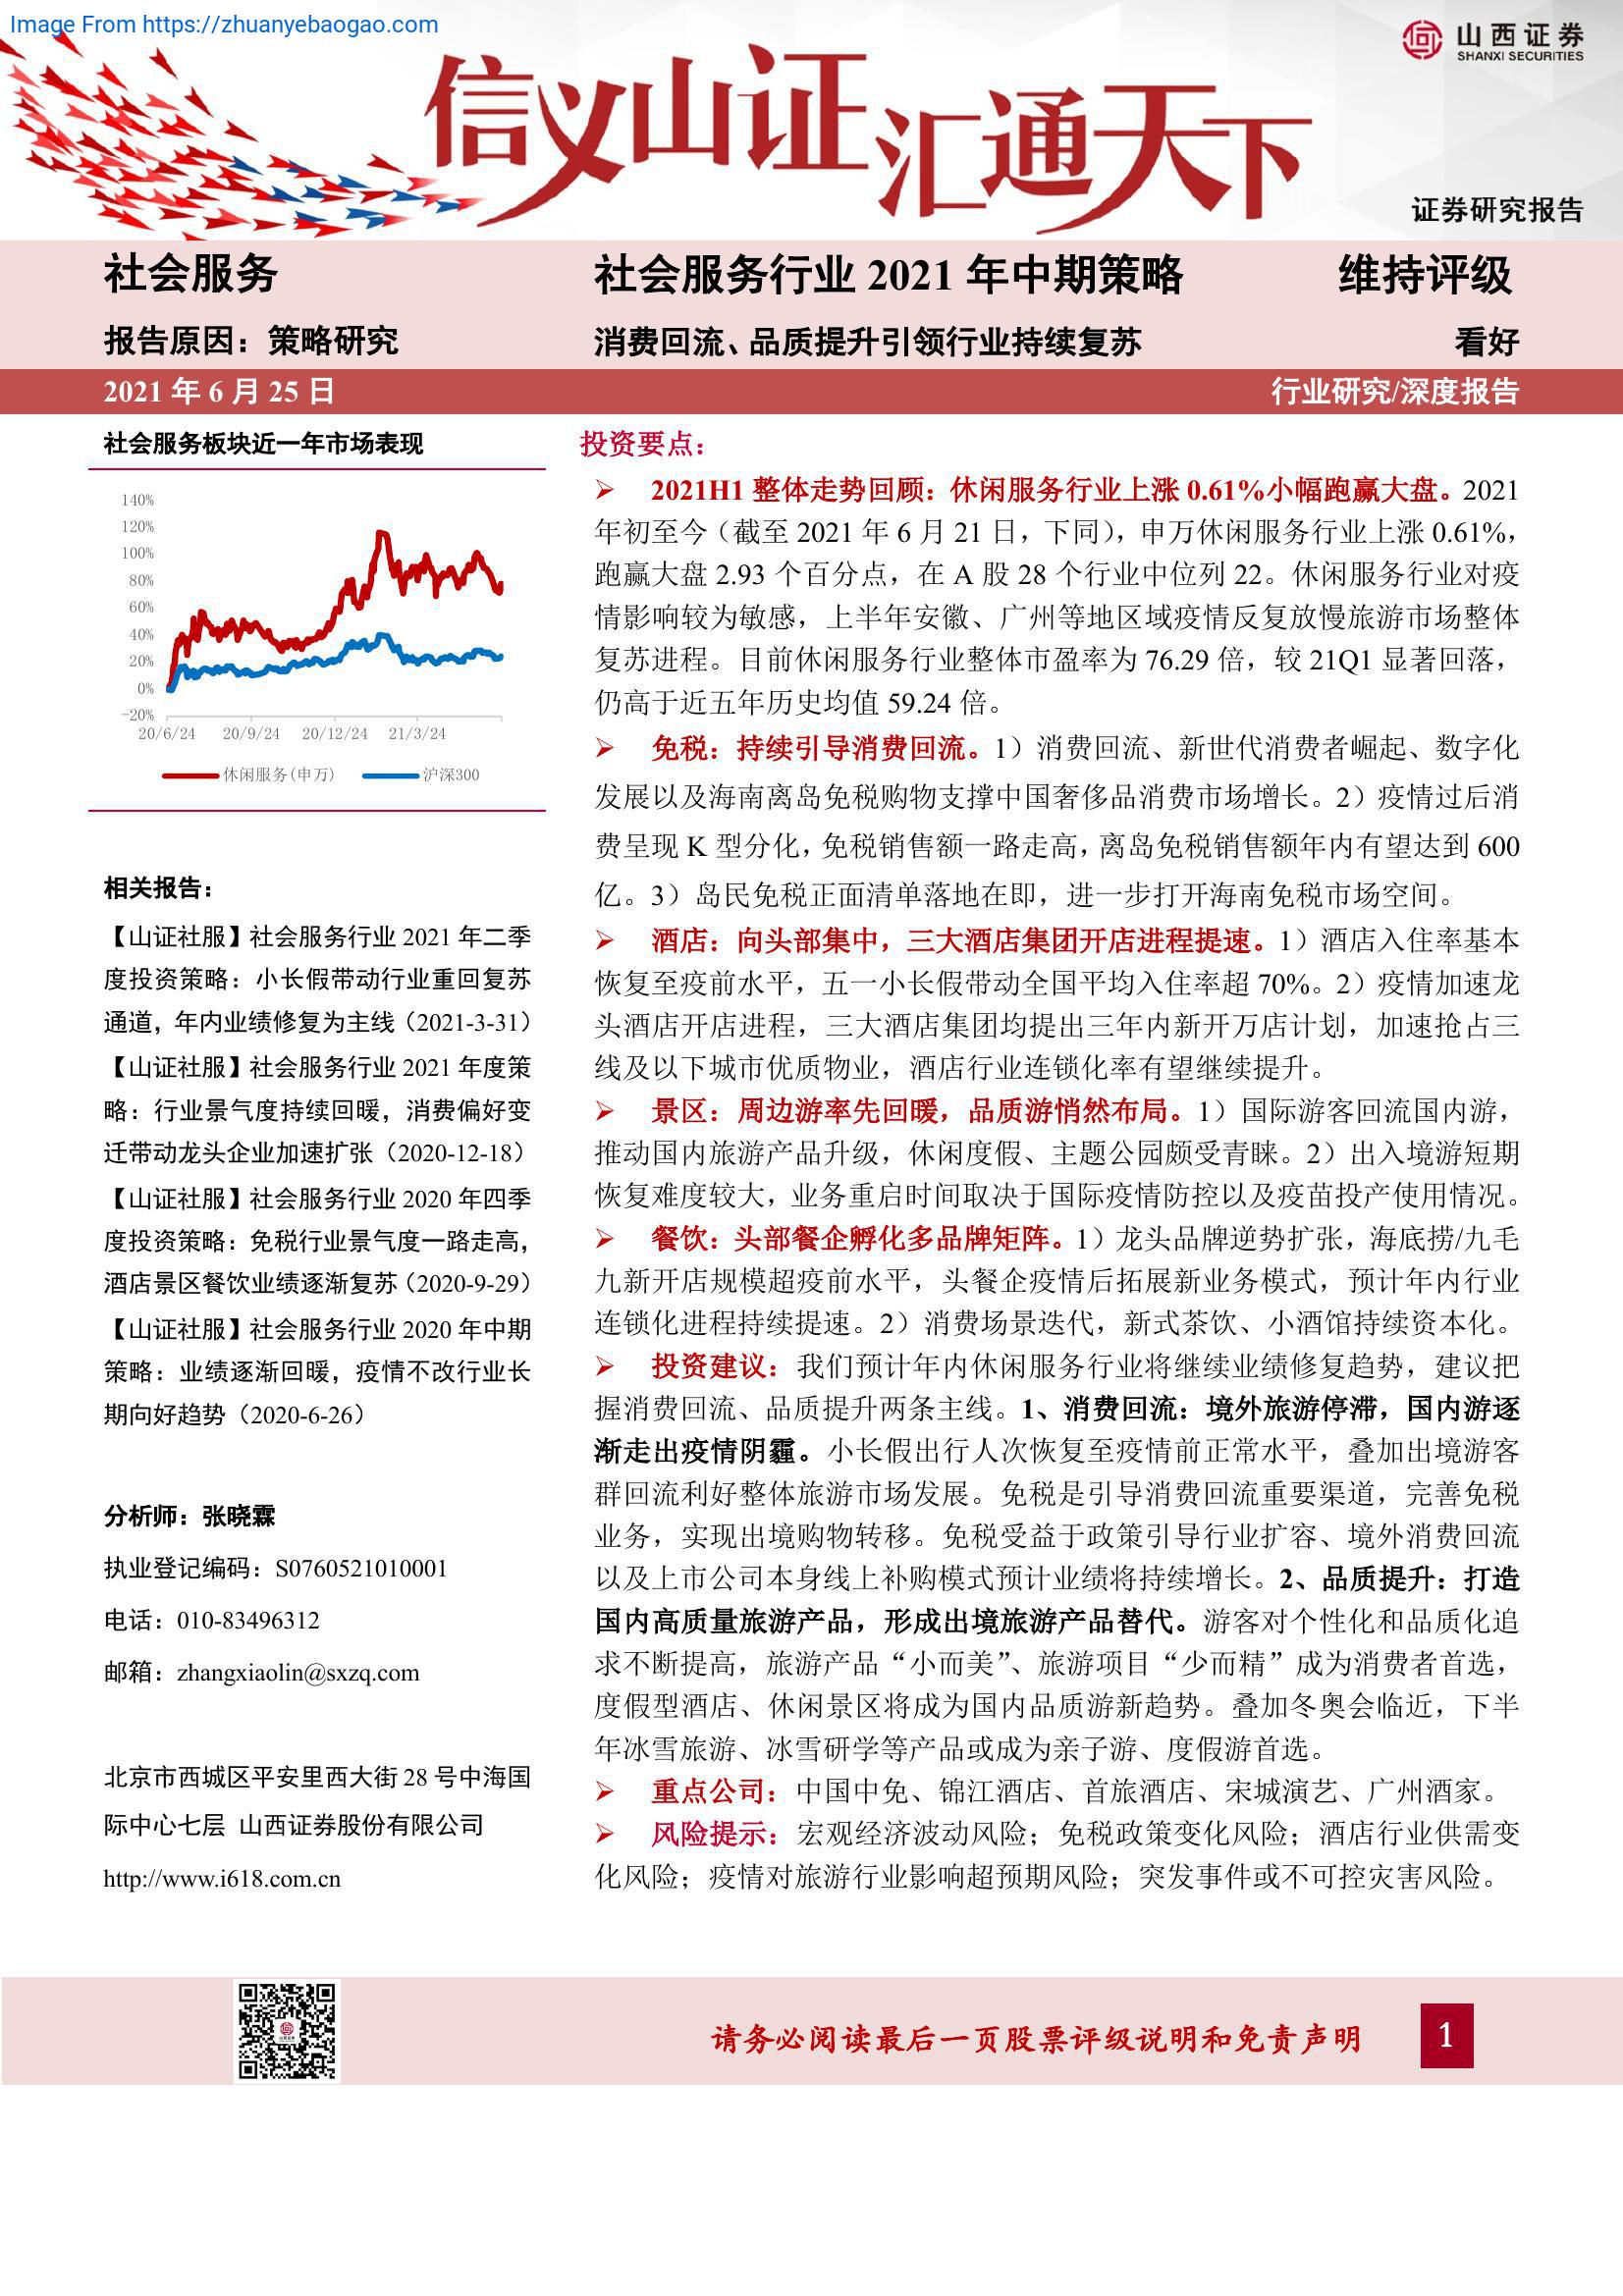 Image From https://zhuanyebaogao.com
山西证券
SHANXI SECURITIES
信义山证汇通天下
证券研究报告
社会服务
社会服务行业 2021 年中期策略
维持评级
报告原因：策略研究
消费回流、品质提升引领行业持续复苏
看好
2021 年 6 月 25 日
行业研究/深度报告
社会服务板块近一年市场表现
140%
120%
100%
80%
60%
40%
20%
0%
-20%
20/6/24 20/9/24 20/12/24 21/3/24
休闲服务(申万) 沪深300
相关报告：
【山证社服】社会服务行业 2021 年二季
度投资策略：小长假带动行业重回复苏
通道，年内业绩修复为主线（2021-3-31）
【山证社服】社会服务行业 2021 年度策
略：行业景气度持续回暖，消费偏好变
迁带动龙头企业加速扩张（2020-12-18）
【山证社服】社会服务行业 2020 年四季
度投资策略：免税行业景气度一路走高，
酒店景区餐饮业绩逐渐复苏（2020-9-29）
【山证社服】社会服务行业 2020 年中期
策略：业绩逐渐回暖，疫情不改行业长
期向好趋势（2020-6-26）
分析师：张晓霖
执业登记编码：S0760521010001
电话：010-83496312
邮箱：zhangxiaolin@sxzq.com
北京市西城区平安里西大街 28 号中海国
际中心七层 山西证券股份有限公司
http://www.i618.com.cn
投资要点：
➢ 2021H1 整体走势回顾：休闲服务行业上涨 0.61%小幅跑赢大盘。2021
年初至今（截至 2021 年 6 月 21 日，下同），申万休闲服务行业上涨 0.61%，
跑赢大盘 2.93 个百分点，在 A 股 28 个行业中位列 22。休闲服务行业对疫
情影响较为敏感，上半年安徽、广州等地区域疫情反复放慢旅游市场整体
复苏进程。目前休闲服务行业整体市盈率为 76.29 倍，较 21Q1 显著回落，
仍高于近五年历史均值 59.24 倍。
➢ 免税：持续引导消费回流。1）消费回流、新世代消费者崛起、数字化
发展以及海南离岛免税购物支撑中国奢侈品消费市场增长。2）疫情过后消
费呈现 K 型分化，免税销售额一路走高，离岛免税销售额年内有望达到 600
亿。3）岛民免税正面清单落地在即，进一步打开海南免税市场空间。
➢ 酒店：向头部集中，三大酒店集团开店进程提速。1）酒店入住率基本
恢复至疫前水平，五一小长假带动全国平均入住率超 70%。2）疫情加速龙
头酒店开店进程，三大酒店集团均提出三年内新开万店计划，加速抢占三
线及以下城市优质物业，酒店行业连锁化率有望继续提升。
➢ 景区：周边游率先回暖，品质游悄然布局。1）国际游客回流国内游，
推动国内旅游产品升级，休闲度假、主题公园颇受青睐。2）出入境游短期
恢复难度较大，业务重启时间取决于国际疫情防控以及疫苗投产使用情况。
➢ 餐饮：头部餐企孵化多品牌矩阵。1）龙头品牌逆势扩张，海底捞/九毛
九新开店规模超疫前水平，头餐企疫情后拓展新业务模式，预计年内行业
连锁化进程持续提速。2）消费场景迭代，新式茶饮、小酒馆持续资本化。
➢ 投资建议：我们预计年内休闲服务行业将继续业绩修复趋势，建议把
握消费回流、品质提升两条主线。1、消费回流：境外旅游停滞，国内游逐
渐走出疫情阴霾。小长假出行人次恢复至疫情前正常水平，叠加出境游客
群回流利好整体旅游市场发展。免税是引导消费回流重要渠道，完善免税
业务，实现出境购物转移。免税受益于政策引导行业扩容、境外消费回流
以及上市公司本身线上补购模式预计业绩将持续增长。2、品质提升：打造
国内高质量旅游产品，形成出境旅游产品替代。游客对个性化和品质化追
求不断提高，旅游产品“小而美”、旅游项目“少而精”成为消费者首选，
度假型酒店、休闲景区将成为国内品质游新趋势。叠加冬奥会临近，下半
年冰雪旅游、冰雪研学等产品或成为亲子游、度假游首选。
➢ 重点公司：中国中免、锦江酒店、首旅酒店、宋城演艺、广州酒家。
➢ 风险提示：宏观经济波动风险；免税政策变化风险；酒店行业供需变
化风险；疫情对旅游行业影响超预期风险；突发事件或不可控灾害风险。
请务必阅读最后一页股票评级说明和免责声明
1